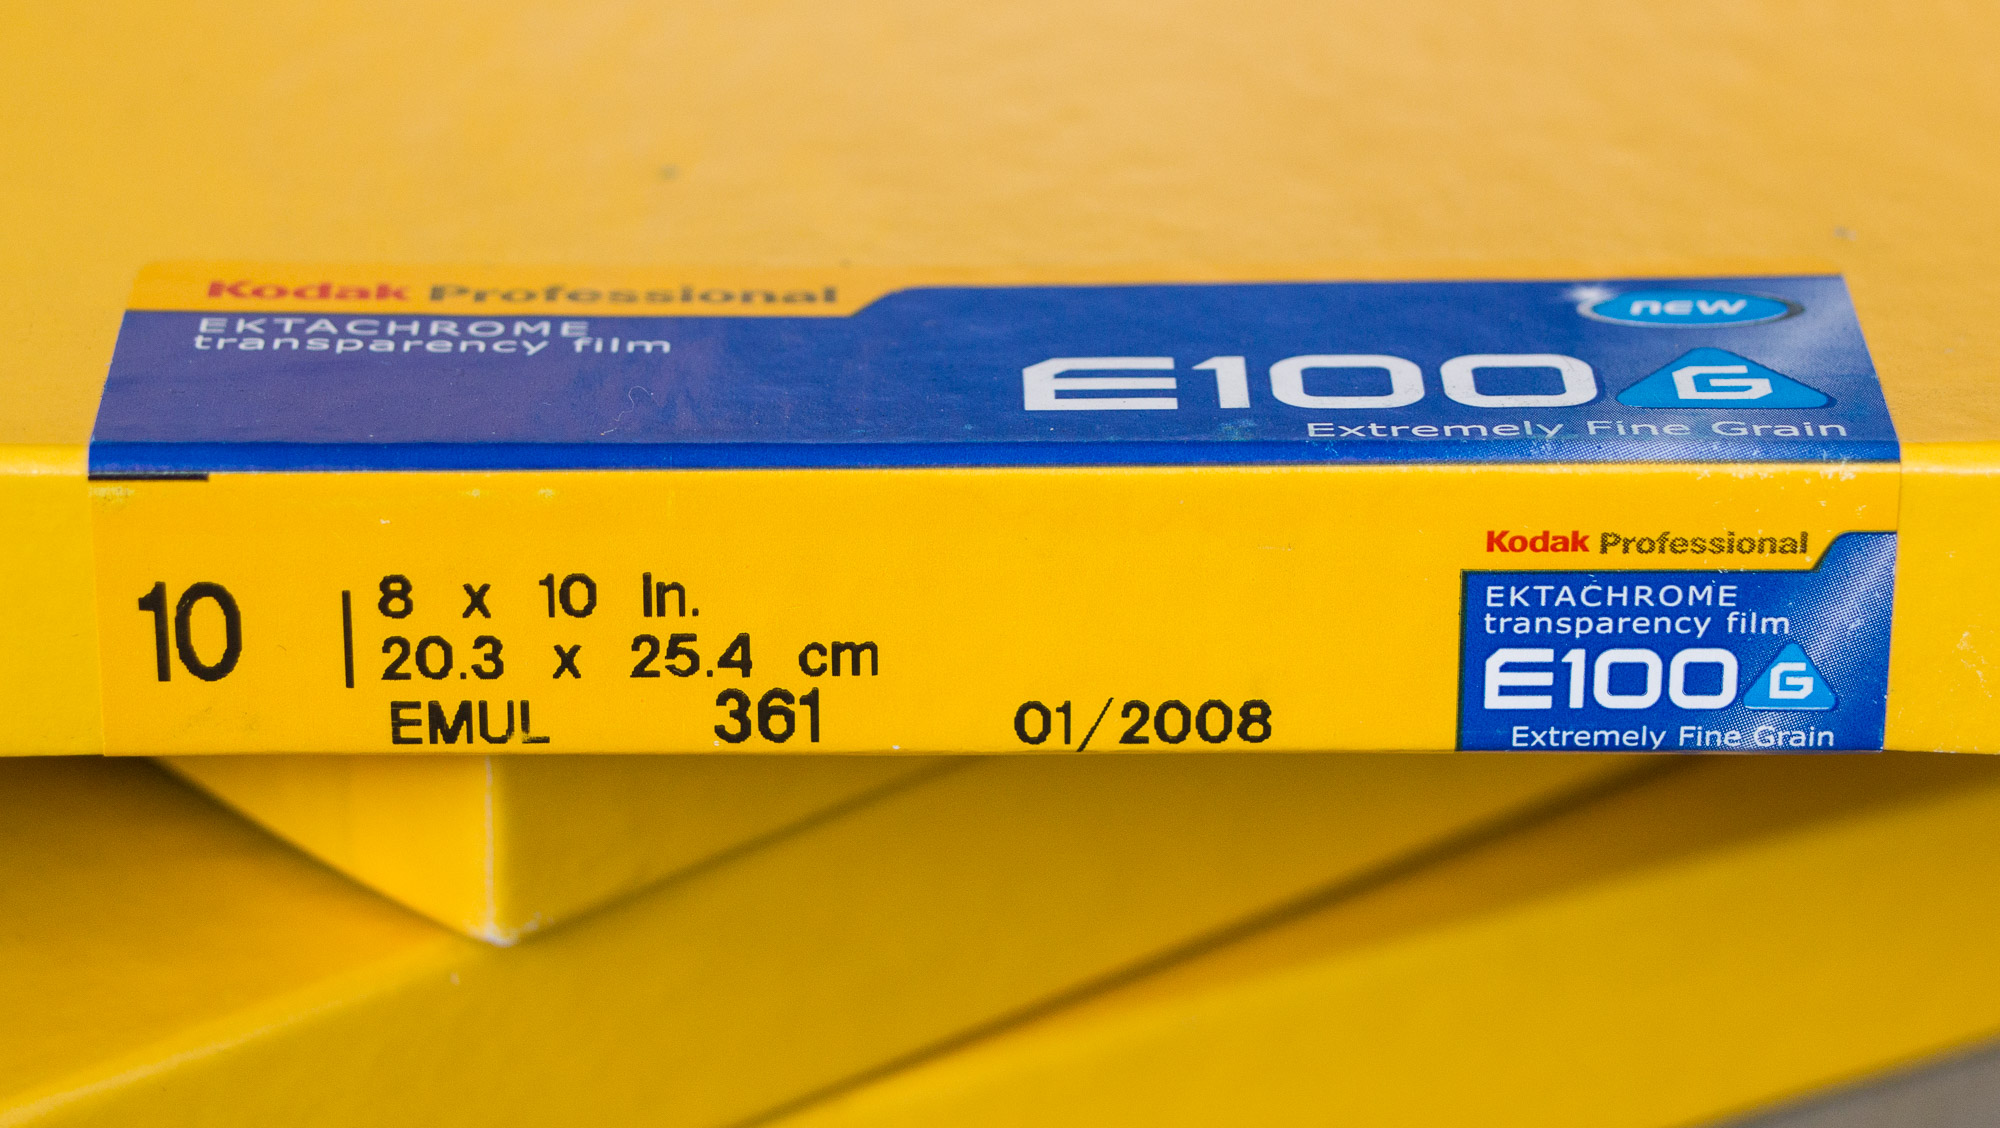 Kodak Professional
EKTACHROME
transparency film
new
E100 G
Extremely Fine Grain
10
8 x 10 In.
20.3 x 25.4 cm
EMUL 361 01/2008
Kodak Professional
EKTACHROME
transparency film
E100 G
Extremely Fine Grain